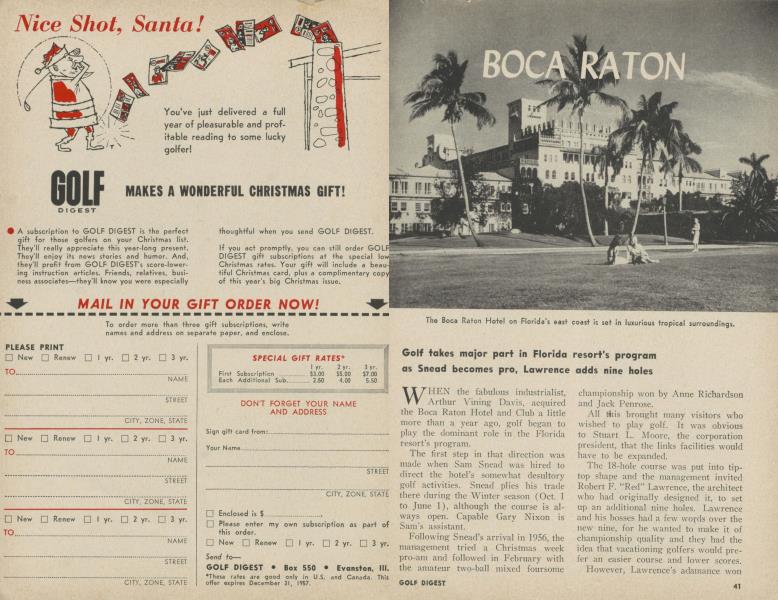 Nice Shot, Santa!
You've just delivered a full
year of pleasurable and prof-
itable reading to some lucky
golfer!
GOLF
DIGEST
MAKES A WONDERFUL CHRISTMAS GIFT!
A subscription to GOLF DIGEST is the perfect
gift for those golfers on your Christmas list.
They'll really appreciate this year-long present.
They'll enjoy its news stories and humor. And,
they'll profit from GOLF DIGEST's score-lower-
ing instruction articles. Friends, relatives, busi-
ness associates—they'll know you were especially
thoughtful when you send GOLF DIGEST.
If you act promptly, you can still order GOLF
DIGEST gift subscriptions at the special low
Christmas rates. Your gift will include a beau-
tiful Christmas card, plus a complimentary copy
of this year's big Christmas issue.
MAIL IN YOUR GIFT ORDER NOW!
To order more than three gift subscriptions, write
names and address on separate paper, and enclose.
PLEASE PRINT
New Renew 1 yr. 2 yr. 3 yr.
TO
NAME
STREET
CITY, ZONE, STATE
New Renew 1 yr. 2 yr. 3 yr.
TO
NAME
STREET
CITY, ZONE, STATE
New Renew 1 yr. 2 yr. 3 yr.
TO
NAME
STREET
CITY, ZONE, STATE
SPECIAL GIFT RATES*
1 yr. 2 yr. 3 yr.
First Subscription $3.00 $5.00 $7.00
Each Additional Sub. 2.50 4.00 5.50
DON'T FORGET YOUR NAME
AND ADDRESS
Sign gift card from:
Your Name
STREET
CITY, ZONE, STATE
Enclosed is $
Please enter my own subscription as part of
this order.
New Renew 1 yr. 2 yr. 3 yr.
Send to—
GOLF DIGEST • Box 550 • Evanston, Ill.
*These rates are good only in U.S. and Canada. This
offer expires December 31, 1957.
BOCA RATON
The Boca Raton Hotel on Florida's east coast is set in luxurious tropical surroundings.
Golf takes major part in Florida resort's program
as Snead becomes pro, Lawrence adds nine holes
WHEN the fabulous industrialist,
Arthur Vining Davis, acquired
the Boca Raton Hotel and Club a little
more than a year ago, golf began to
play the dominant role in the Florida
resort's program.
The first step in that direction was
made when Sam Snead was hired to
direct the hotel's somewhat desultory
golf activities. Snead plies his trade
there during the Winter season (Oct. 1
to June 1), although the course is al-
ways open. Capable Gary Nixon is
Sam's assistant.
Following Snead's arrival in 1956, the
management tried a Christmas week
pro-am and followed in February with
the amateur two-ball mixed foursome
championship won by Anne Richardson
and Jack Penrose.
All this brought many visitors who
wished to play golf. It was obvious
to Stuart L. Moore, the corporation
president, that the links facilities would
have to be expanded.
The 18-hole course was put into tip-
top shape and the management invited
Robert F. "Red" Lawrence, the architect
who had originally designed it, to set
up an additional nine holes. Lawrence
and his bosses had a few words over the
new nine, for he wanted to make it of
championship quality and they had the
idea that vacationing golfers would pre-
fer an easier course and lower scores.
However, Lawrence's adamance won
GOLF DIGEST
41